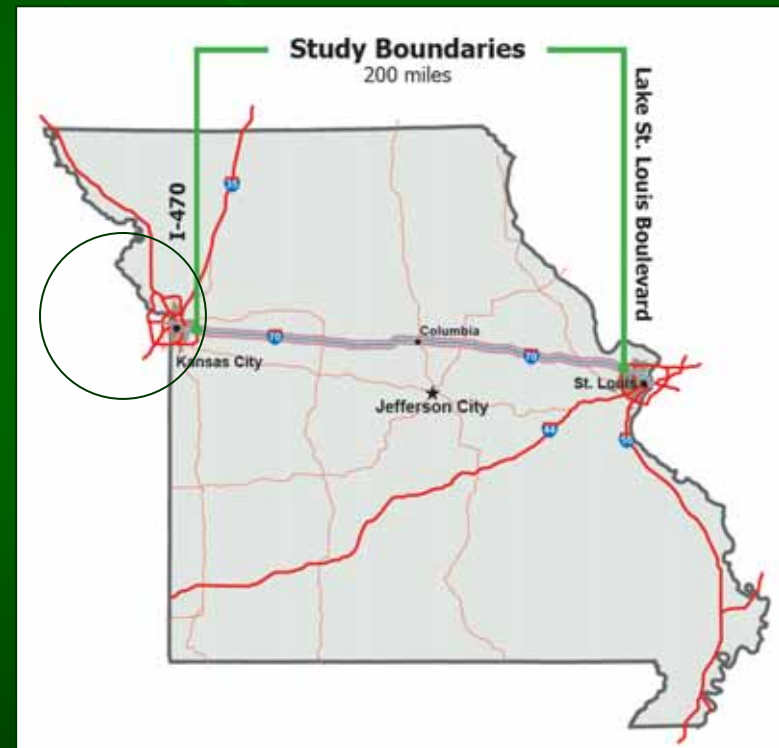 Study Boundaries
200 miles
I-470
Lake St. Louis Boulevard
35
70
Columbia
70
Kansas City
St. Louis
Jefferson City
44
55